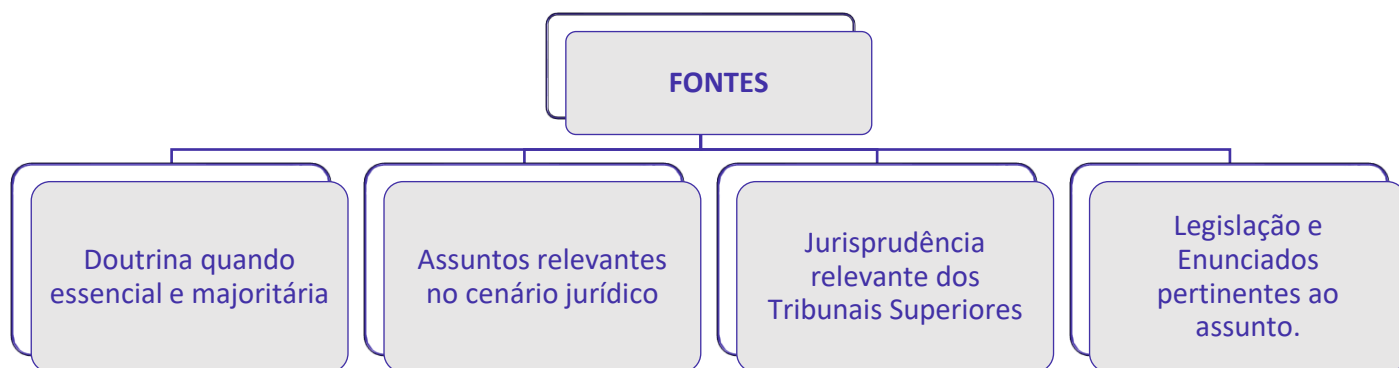 FONTES
Doutrina quando
essencial e majoritária
Assuntos relevantes
no cenário jurídico
Jurisprudência
relevante dos
Tribunais Superiores
Legislação e
Enunciados
pertinentes ao
assunto.